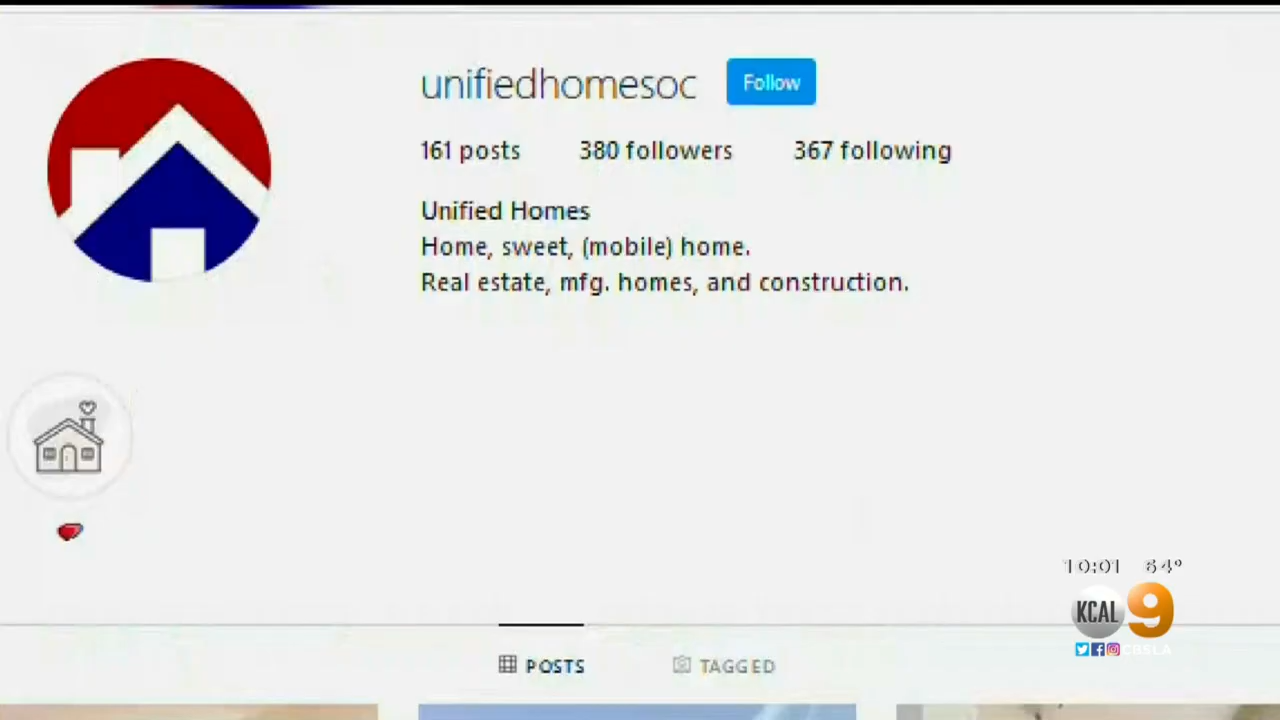 unifiedhomesoc Follow
161 posts 380 followers 367 following
Unified Homes
Home, sweet, (mobile) home.
Real estate, mfg. homes, and construction.
10:01 64°
KCAL 9
CBSLA
POSTS TAGGED